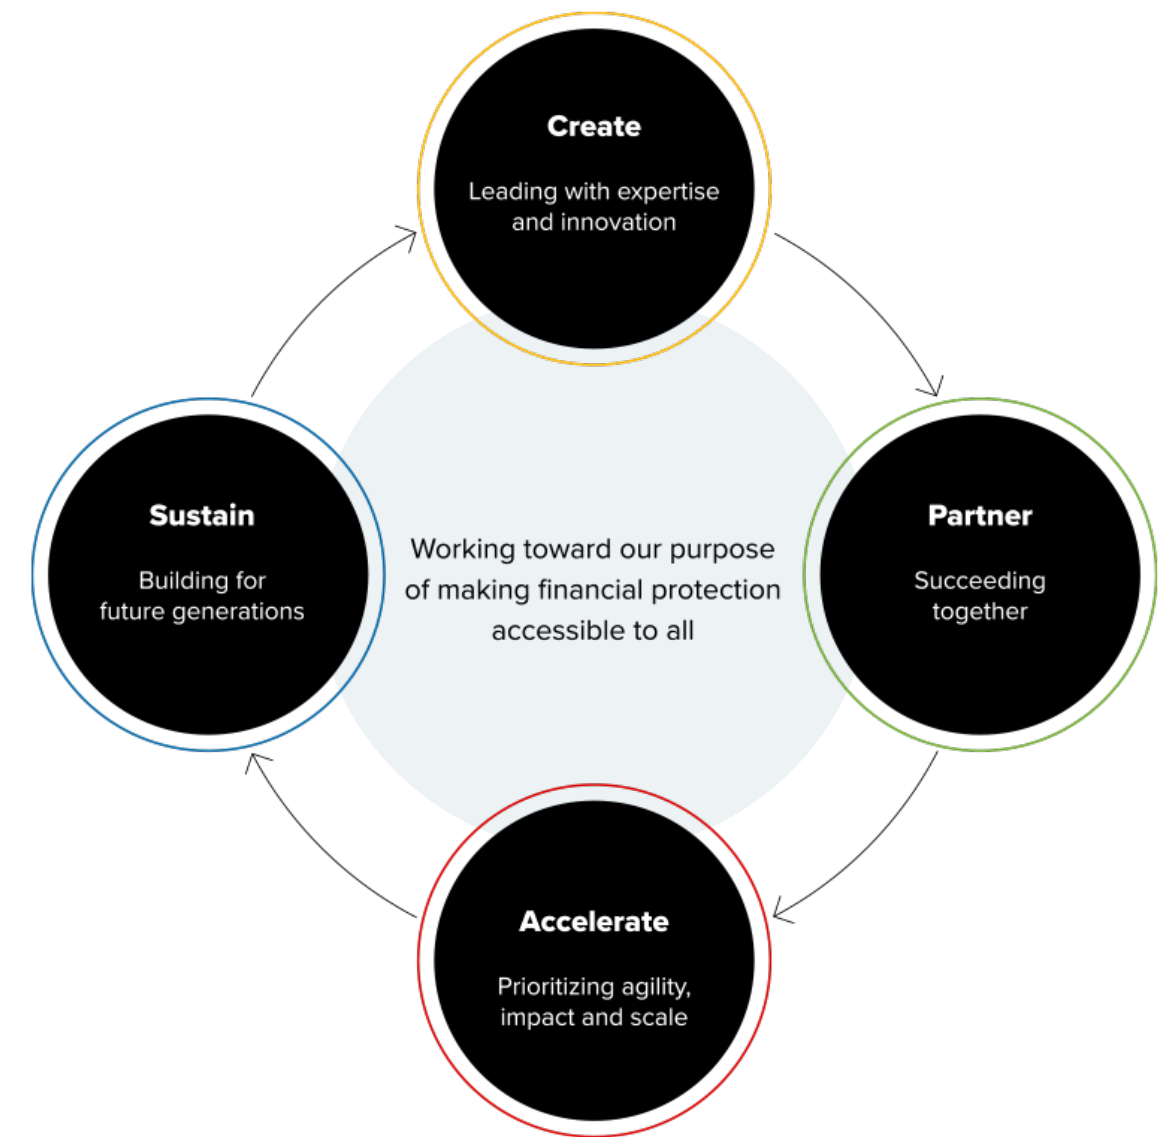 Create
Leading with expertise
and innovation
Partner
Succeeding
together
Accelerate
Prioritizing agility,
impact and scale
Sustain
Building for
future generations
Working toward our purpose
of making financial protection
accessible to all